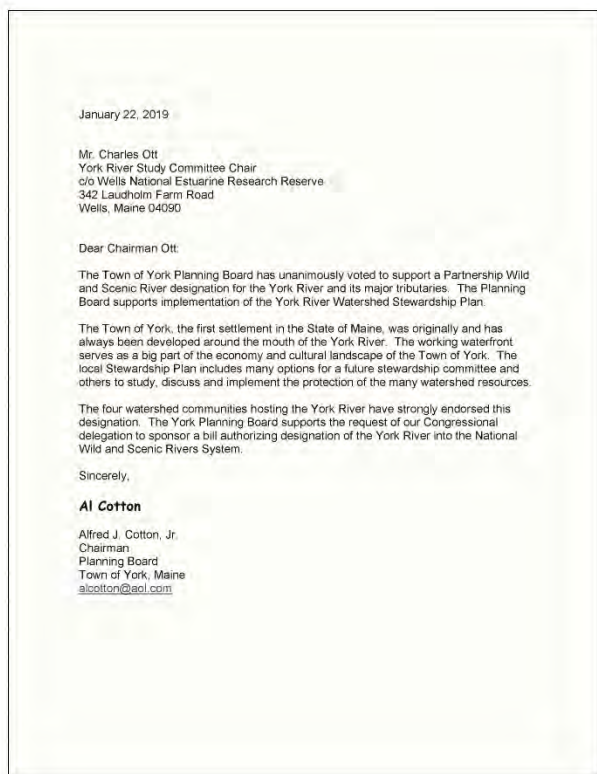 January 22, 2019
Mr. Charles Ott
York River Study Committee Chair
c/o Wells National Estuarine Research Reserve
342 Laudholm Farm Road
Wells, Maine 04090
Dear Chairman Ott:
The Town of York Planning Board has unanimously voted to support a Partnership Wild
and Scenic River designation for the York River and its major tributaries. The Planning
Board supports implementation of the York River Watershed Stewardship Plan.
The Town of York, the first settlement in the State of Maine, was originally and has
always been developed around the mouth of the York River. The working waterfront
serves as a big part of the economy and cultural landscape of the Town of York. The
local Stewardship Plan includes many options for a future stewardship committee and
others to study, discuss and implement the protection of the many watershed resources.
The four watershed communities hosting the York River have strongly endorsed this
designation. The York Planning Board supports the request of our Congressional
delegation to sponsor a bill authorizing designation of the York River into the National
Wild and Scenic Rivers System.
Sincerely,
Al Cotton
Alfred J. Cotton, Jr.
Chairman
Planning Board
Town of York, Maine
alcotton@aol.com